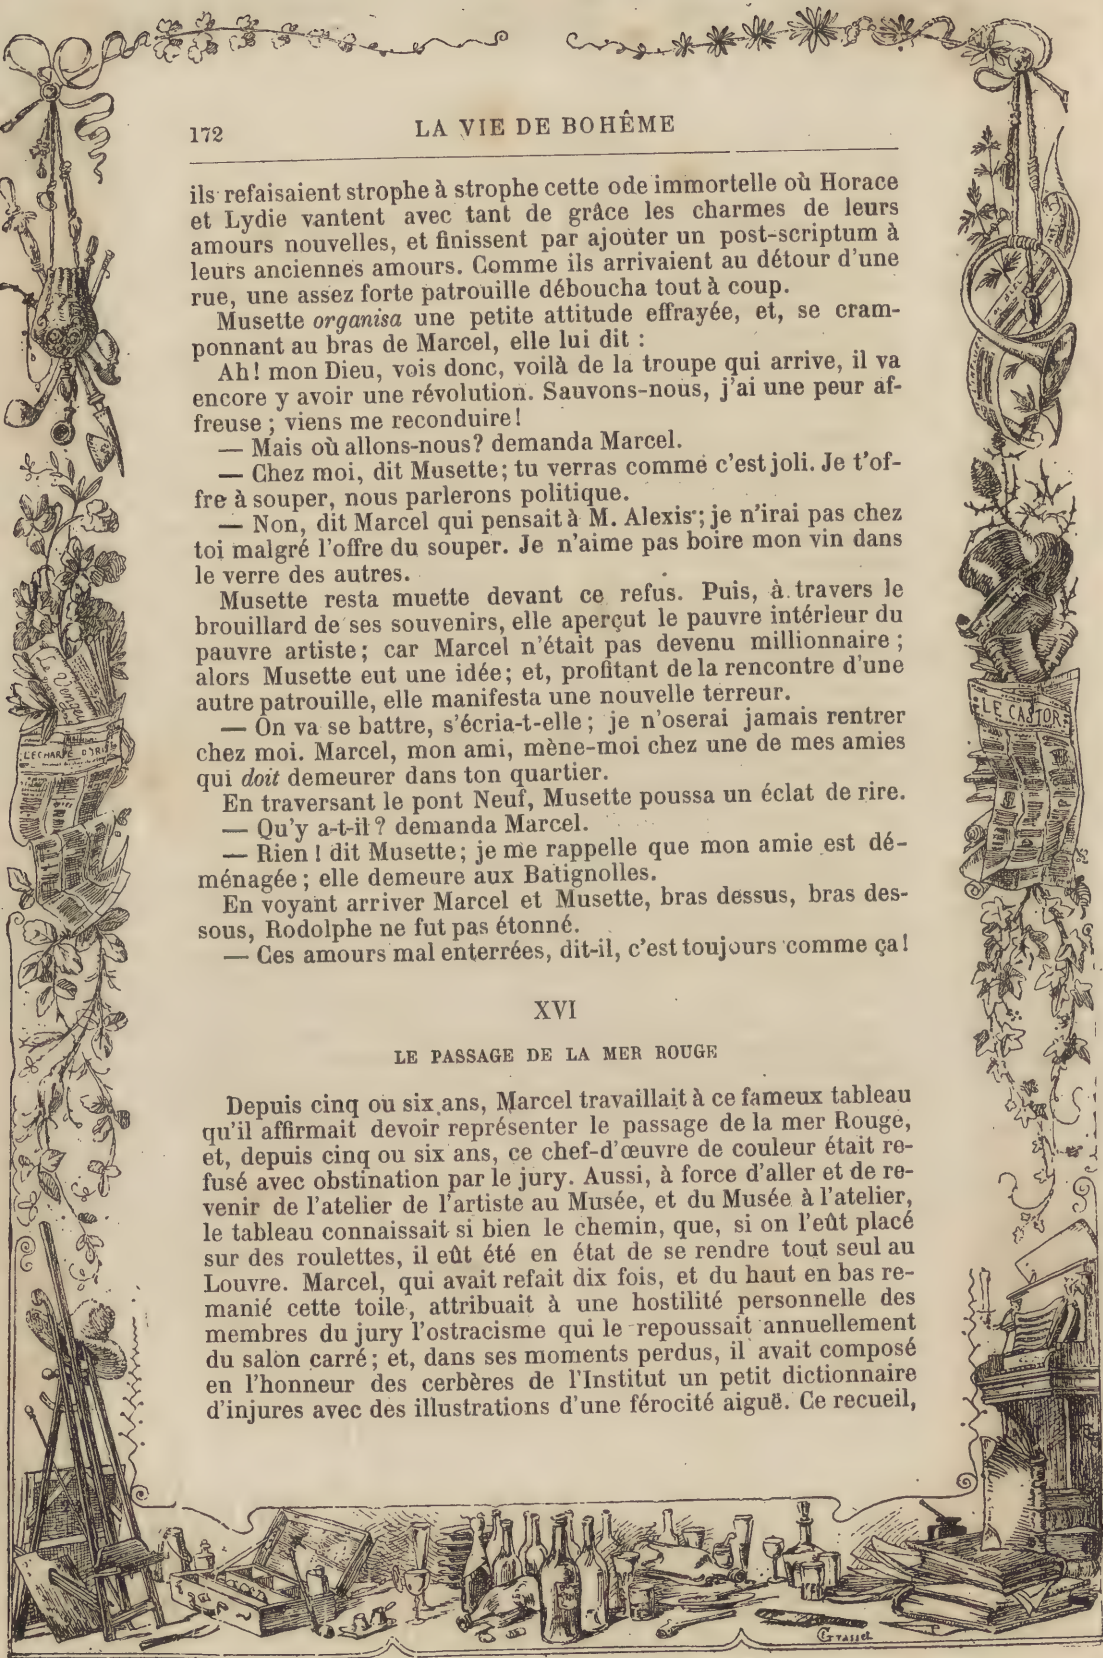 172
LA VIE DE BOHÊME
ils refaisaient strophe à strophe cette ode immortelle où Horace
et Lydie vantent avec tant de grâce les charmes de leurs
amours nouvelles, et finissent par ajouter un post-scriptum à
leurs anciennes amours. Comme ils arrivaient au détour d'une
rue, une assez forte patrouille déboucha tout à coup.
Musette organisa une petite attitude effrayée, et, se cram-
ponnant au bras de Marcel, elle lui dit :
Ah! mon Dieu, vois donc, voilà de la troupe qui arrive, il va
encore y avoir une révolution. Sauvons-nous, j'ai une peur af-
freuse ; viens me reconduire!
— Mais où allons-nous? demanda Marcel.
— Chez moi, dit Musette; tu verras comme c'est joli. Je t'of-
fre à souper, nous parlerons politique.
— Non, dit Marcel qui pensait à M. Alexis; je n'irai pas chez
toi malgré l'offre du souper. Je n'aime pas boire mon vin dans
le verre des autres.
Musette resta muette devant ce refus. Puis, à travers le
brouillard de ses souvenirs, elle aperçut le pauvre intérieur du
pauvre artiste; car Marcel n'était pas devenu millionnaire ;
alors Musette eut une idée; et, profitant de la rencontre d'une
autre patrouille, elle manifesta une nouvelle terreur.
— On va se battre, s'écria-t-elle ; je n'oserai jamais rentrer
chez moi. Marcel, mon ami, mène-moi chez une de mes amies
qui doit demeurer dans ton quartier.
En traversant le pont Neuf, Musette poussa un éclat de rire.
— Qu'y a-t-il ? demanda Marcel.
— Rien ! dit Musette; je me rappelle que mon amie est dé-
ménagée ; elle demeure aux Batignolles.
En voyant arriver Marcel et Musette, bras dessus, bras des-
sous, Rodolphe ne fut pas étonné.
— Ces amours mal enterrées, dit-il, c'est toujours comme ça!
XVI
LE PASSAGE DE LA MER ROUGE
Depuis cinq ou six ans, Marcel travaillait à ce fameux tableau
qu'il affirmait devoir représenter le passage de la mer Rouge,
et, depuis cinq ou six ans, ce chef-d'œuvre de couleur était re-
fusé avec obstination par le jury. Aussi, à force d'aller et de re-
venir de l'atelier de l'artiste au Musée, et du Musée à l'atelier,
le tableau connaissait si bien le chemin, que, si on l'eût placé
sur des roulettes, il eût été en état de se rendre tout seul au
Louvre. Marcel, qui avait refait dix fois, et du haut en bas re-
manié cette toile, attribuait à une hostilité personnelle des
membres du jury l'ostracisme qui le repoussait annuellement
du salon carré ; et, dans ses moments perdus, il avait composé
en l'honneur des cerbères de l'Institut un petit dictionnaire
d'injures avec des illustrations d'une férocité aiguë. Ce recueil,
Le Venge
L'ECHARPE D'IRIS
LE CASTOR
Grasset